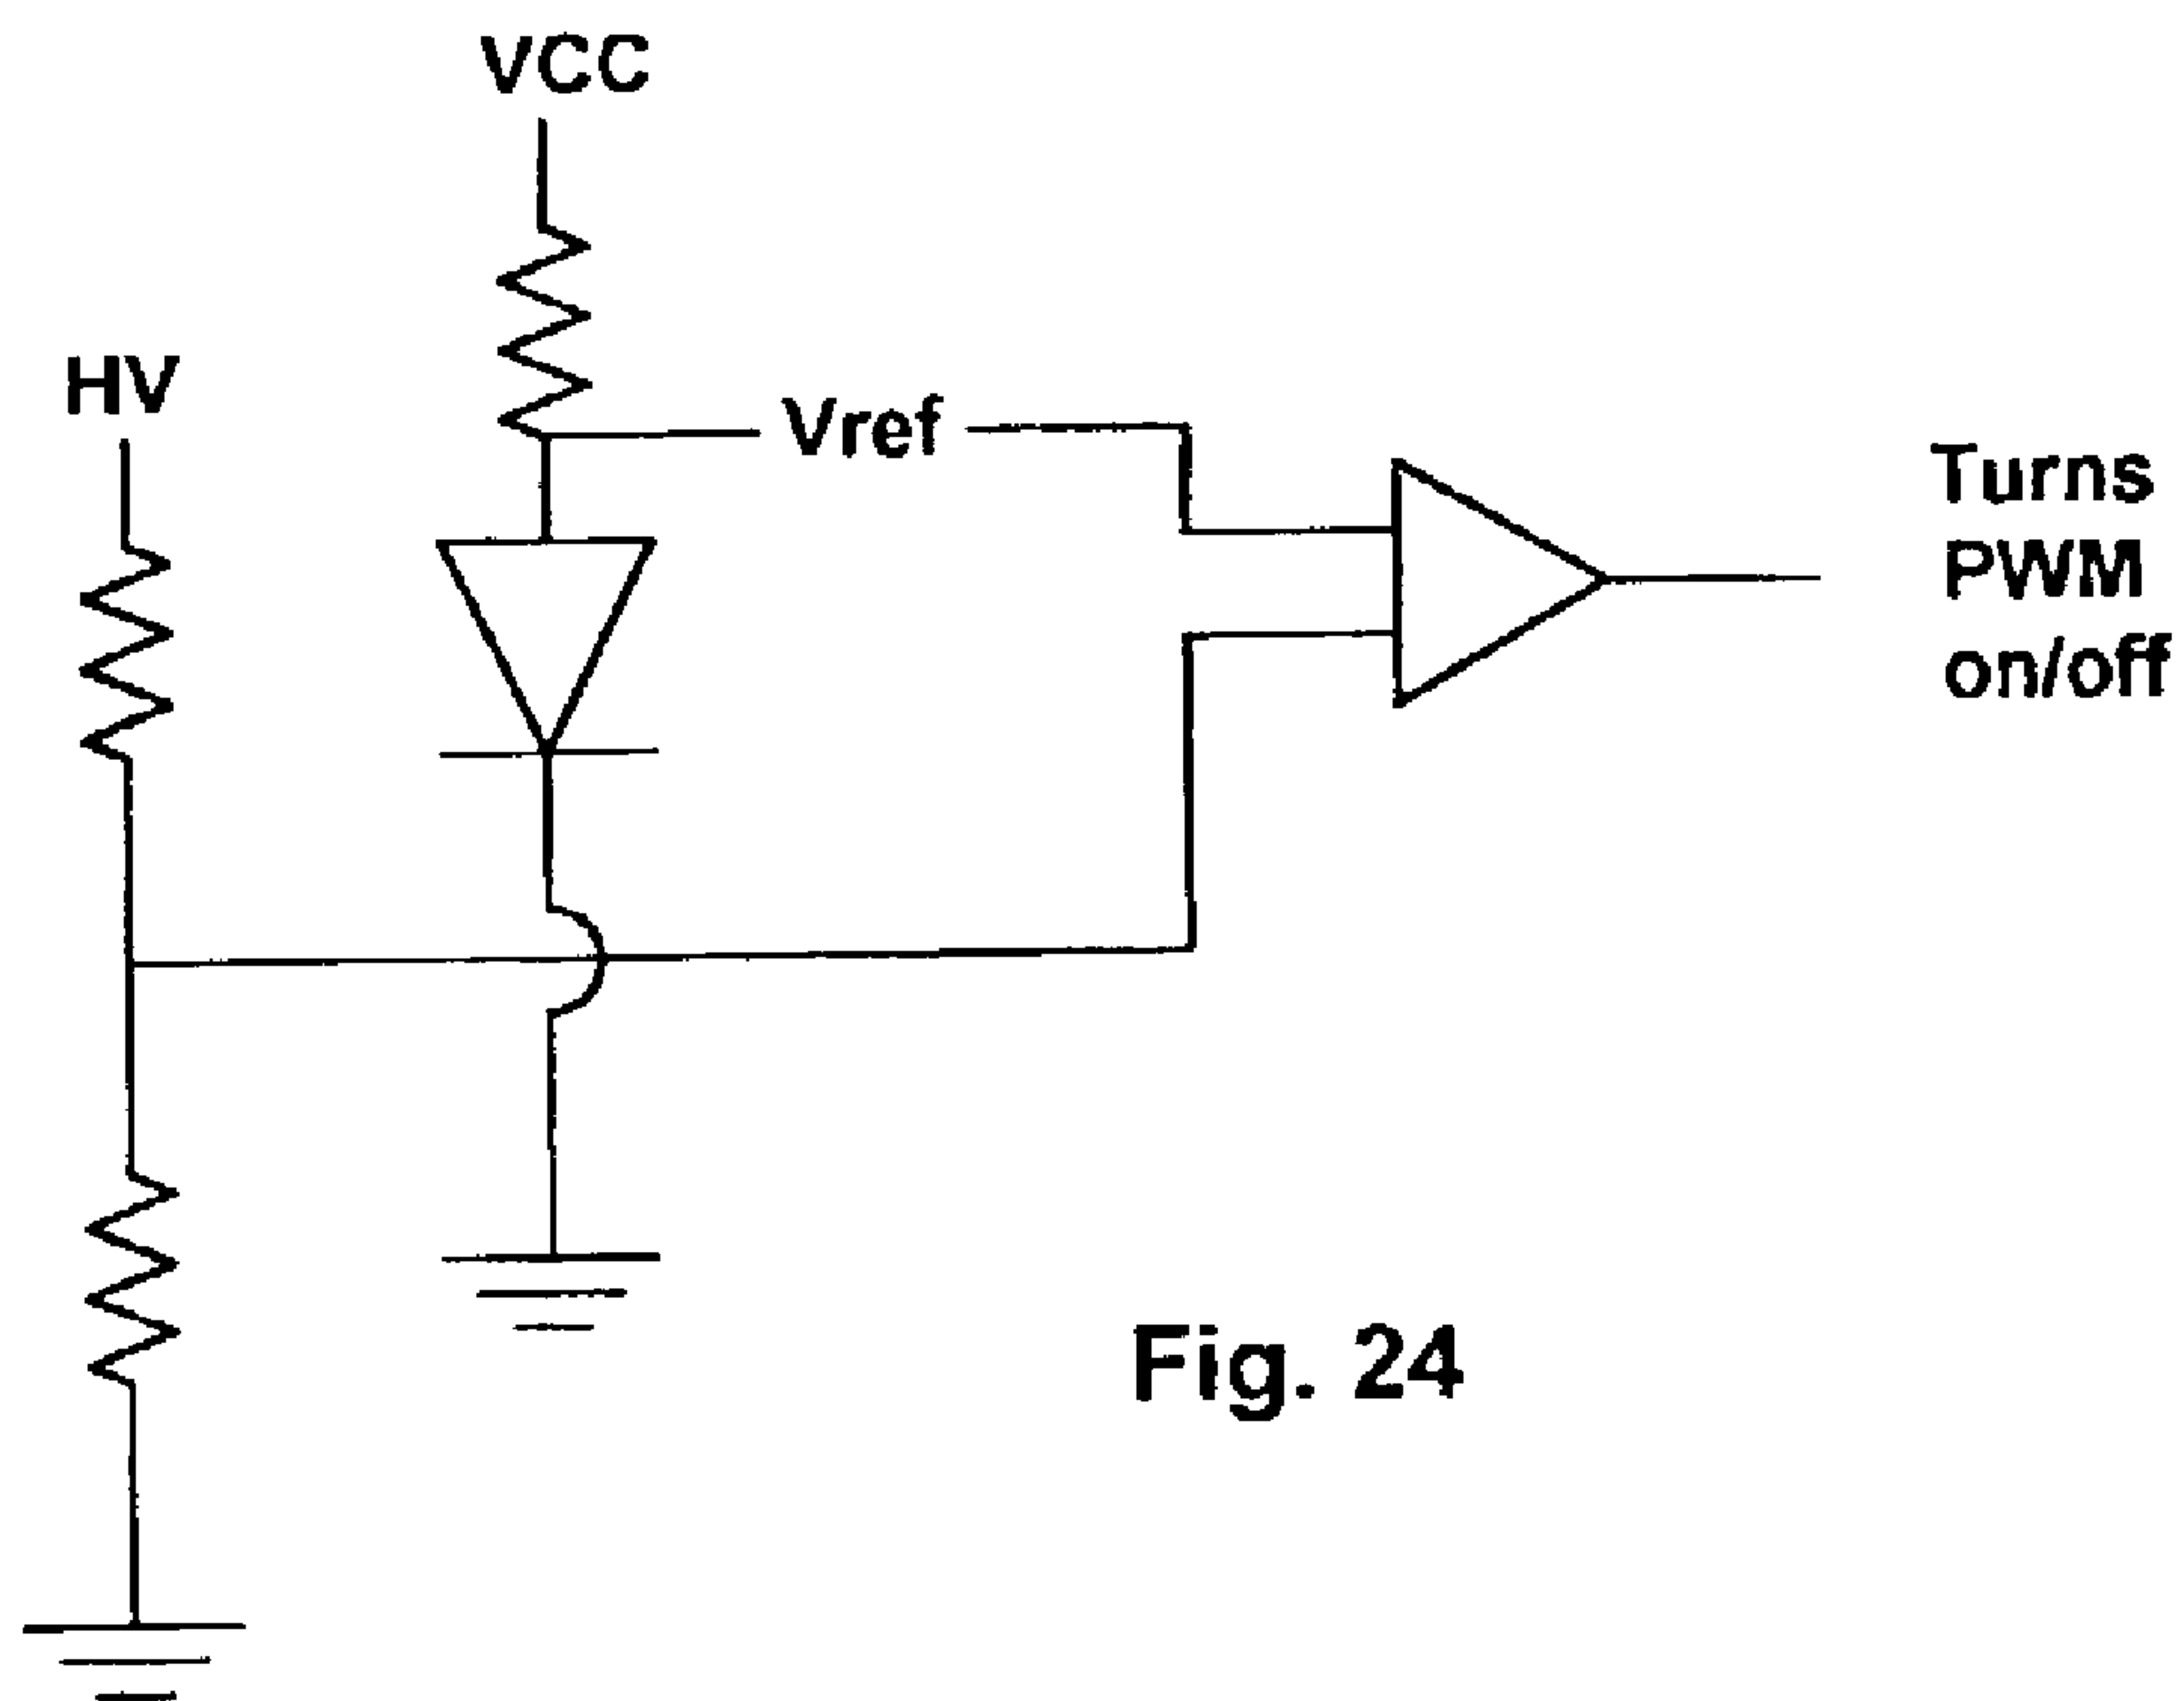 VCC
HV
Vref
Turns
PWM
on/off
Fig. 24